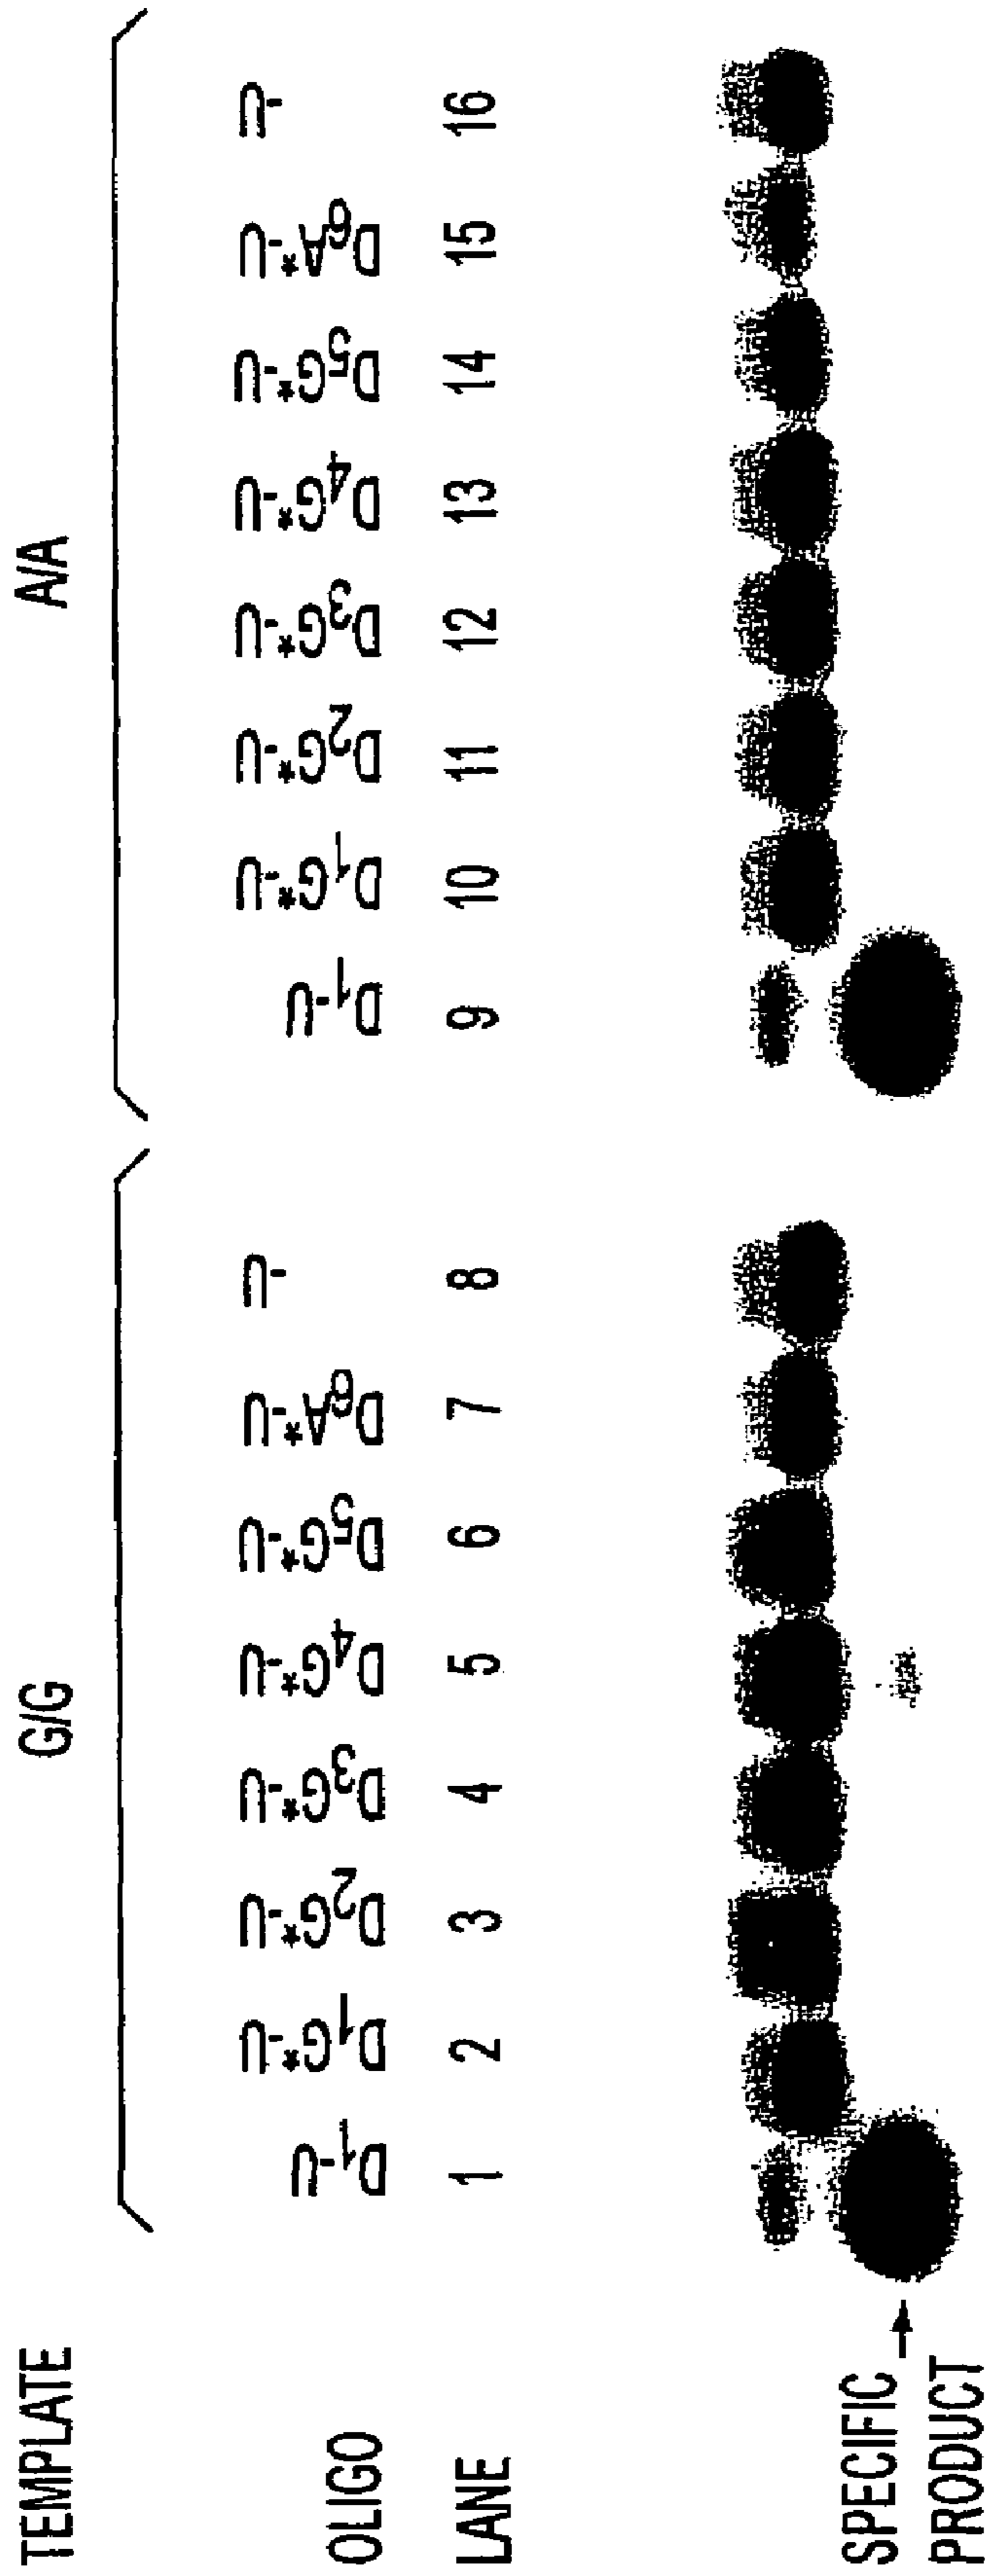 TEMPLATE G/G A/A
OLIGO D1-U D1G*-U D2G*-U D3G*-U D4G*-U D5G*-U D6A*-U -U D1-U D1G*-U D2G*-U D3G*-U D4G*-U D5G*-U D6A*-U -U
LANE 1 2 3 4 5 6 7 8 9 10 11 12 13 14 15 16
SPECIFIC
PRODUCT